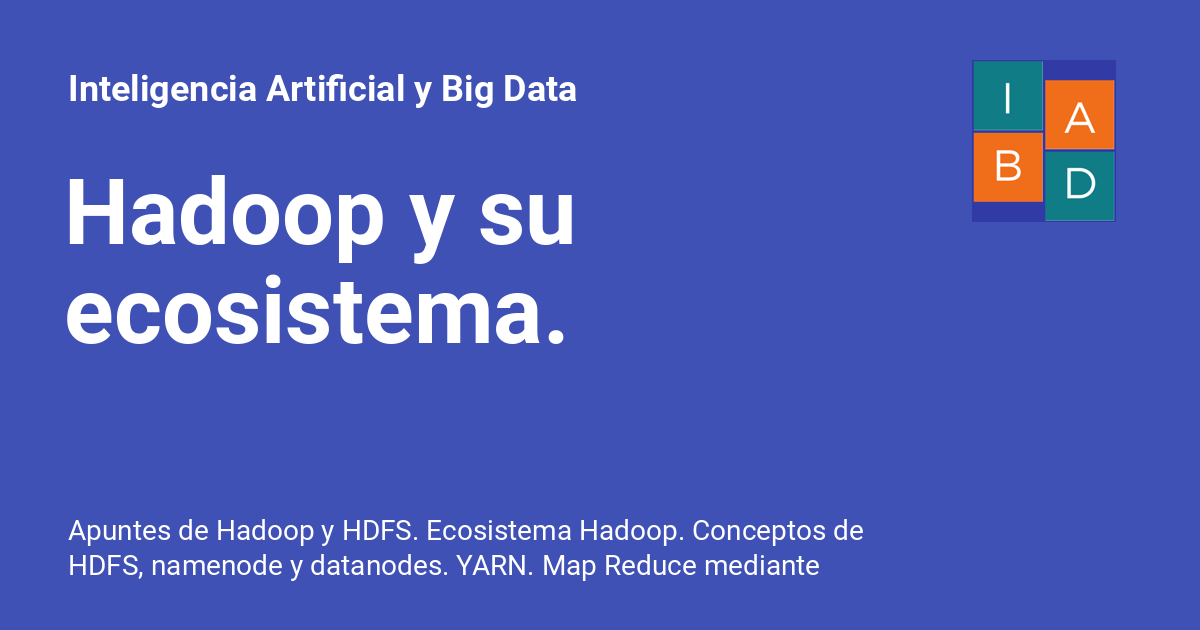 Inteligencia Artificial y Big Data
I
A
B
D
Hadoop y su
ecosistema.
Apuntes de Hadoop y HDFS. Ecosistema Hadoop. Conceptos de
HDFS, namenode y datanodes. YARN. Map Reduce mediante